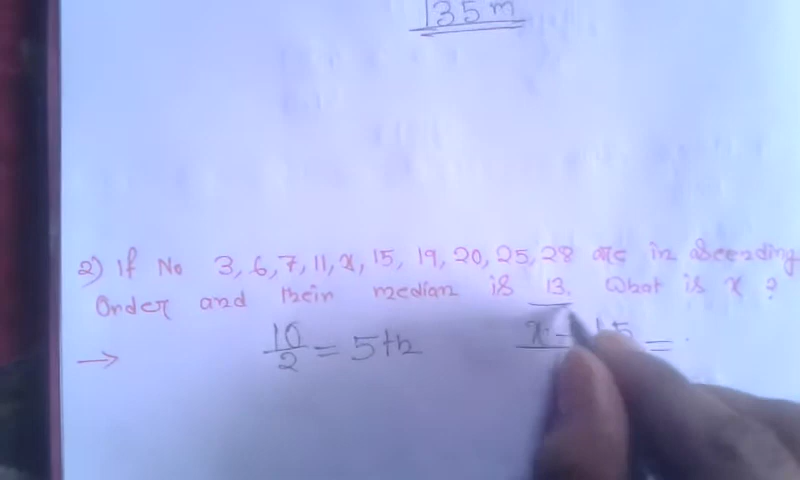 135 m
2) If No 3, 6, 7, 11, x, 15, 19, 20, 25, 28 are in Ascending
Order and their median is 13. What is x ?
→ 10/2 = 5th x + 15 =